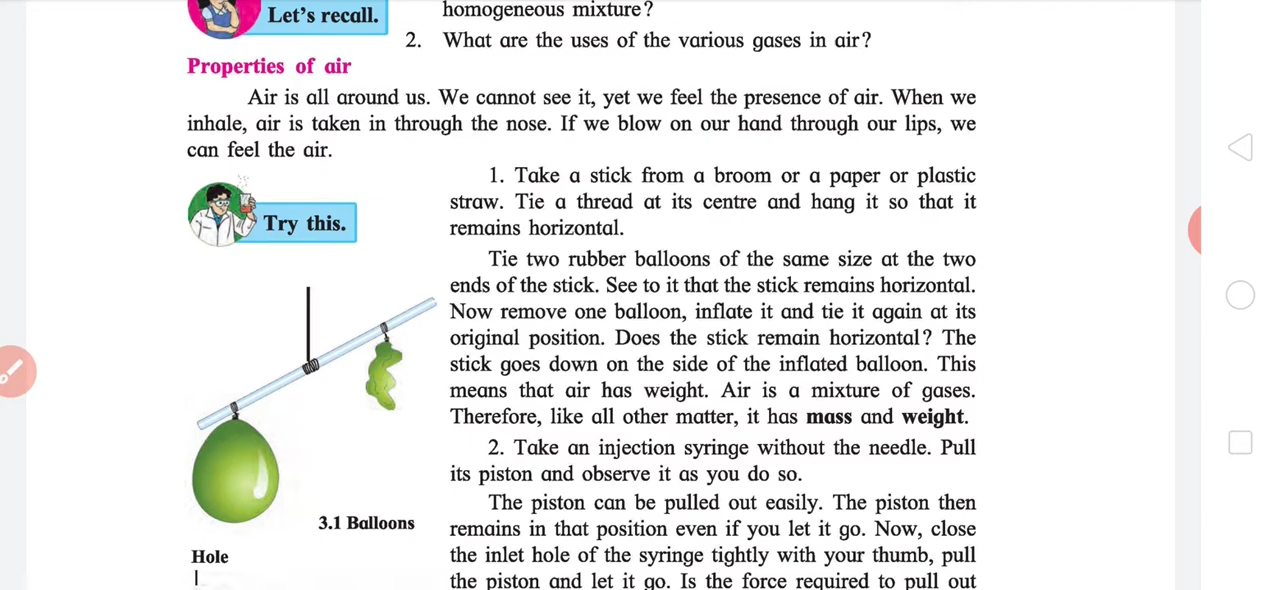 homogeneous mixture?
Let's recall.
2. What are the uses of the various gases in air?
Properties of air
Air is all around us. We cannot see it, yet we feel the presence of air. When we
inhale, air is taken in through the nose. If we blow on our hand through our lips, we
can feel the air.
Try this.
1. Take a stick from a broom or a paper or plastic
straw. Tie a thread at its centre and hang it so that it
remains horizontal.
Tie two rubber balloons of the same size at the two
ends of the stick. See to it that the stick remains horizontal.
Now remove one balloon, inflate it and tie it again at its
original position. Does the stick remain horizontal? The
stick goes down on the side of the inflated balloon. This
means that air has weight. Air is a mixture of gases.
Therefore, like all other matter, it has mass and weight.
2. Take an injection syringe without the needle. Pull
its piston and observe it as you do so.
The piston can be pulled out easily. The piston then
remains in that position even if you let it go. Now, close
the inlet hole of the syringe tightly with your thumb, pull
the piston and let it go. Is the force required to pull out
3.1 Balloons
Hole